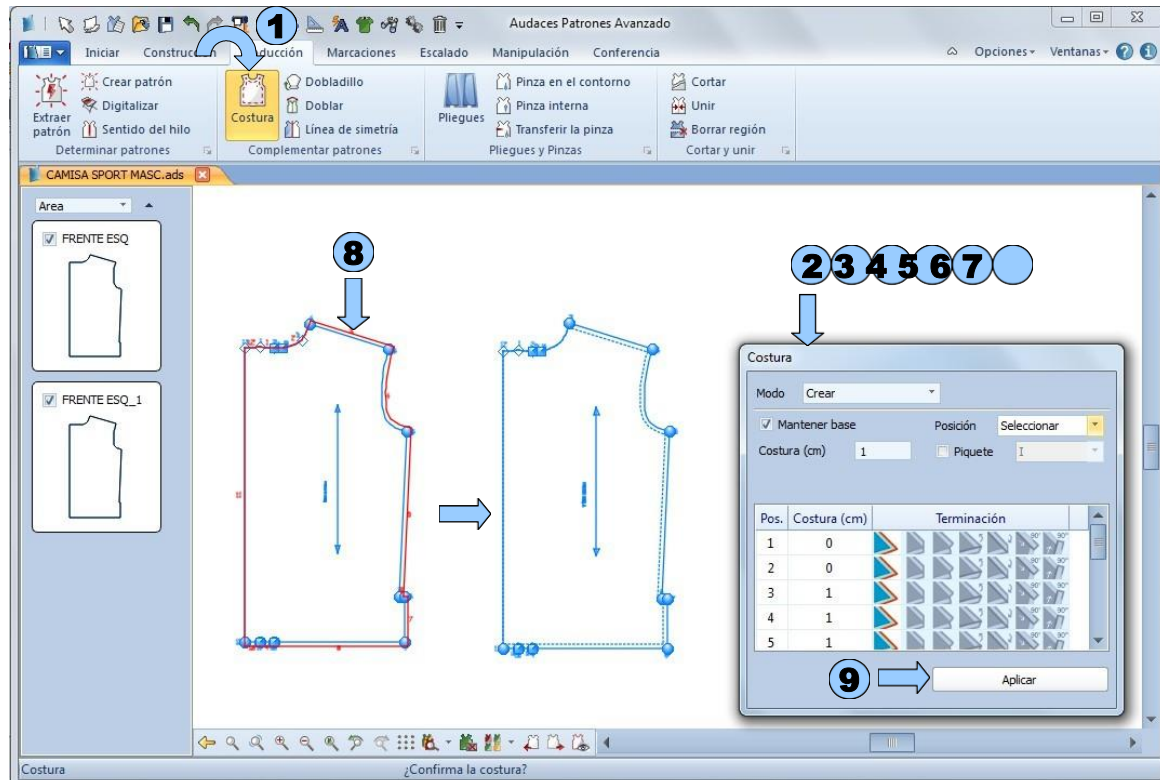 Audaces Patrones Avanzado
1
Iniciar
Marcaciones
Escalado
Manipulación
Conferencia
Opciones
Ventanas
Extraer patrón
Crear patrón
Digitalizar
Sentido del hilo
Determinar patrones
Costura
Dobladillo
Doblar
Línea de simetría
Complementar patrones
Pliegues
Pinza en el contorno
Pinza interna
Transferir la pinza
Pliegues y Pinzas
Cortar
Unir
Borrar región
Cortar y unir
CAMISA SPORT MASC.ads
Area
FRENTE ESQ
FRENTE ESQ_1
8
2 3 4 5 6 7
Costura
Modo Crear
Mantener base Posición Seleccionar
Costura (cm) 1 Piquete I
Pos. Costura (cm) Terminación
1 0
2 0
3 1
4 1
5 1
9
Aplicar
Costura
¿Confirma la costura?